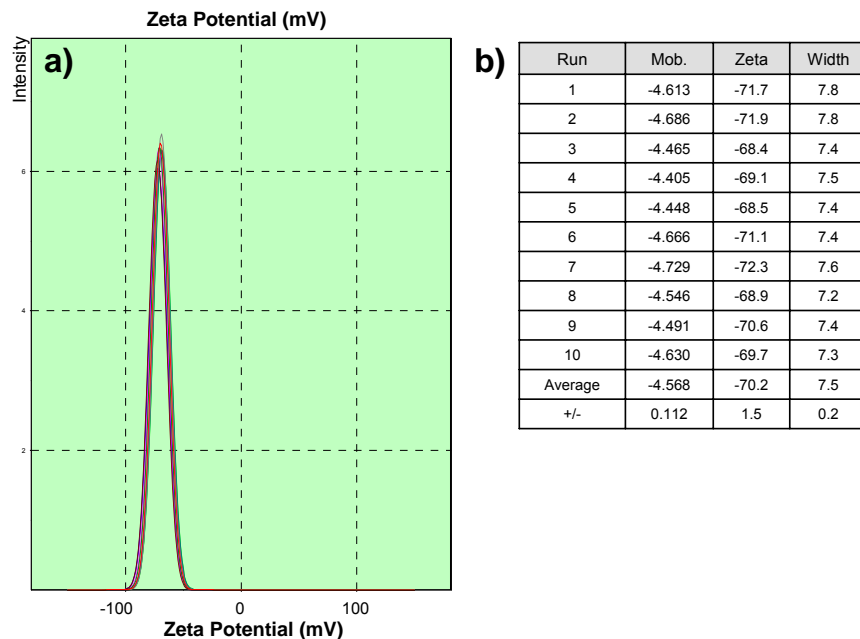 Zeta Potential (mV)
Intensity
a)
6
4
2
-100 0 100
Zeta Potential (mV)
b)
Run Mob. Zeta Width
1 -4.613 -71.7 7.8
2 -4.686 -71.9 7.8
3 -4.465 -68.4 7.4
4 -4.405 -69.1 7.5
5 -4.448 -68.5 7.4
6 -4.666 -71.1 7.4
7 -4.729 -72.3 7.6
8 -4.546 -68.9 7.2
9 -4.491 -70.6 7.4
10 -4.630 -69.7 7.3
Average -4.568 -70.2 7.5
+/- 0.112 1.5 0.2